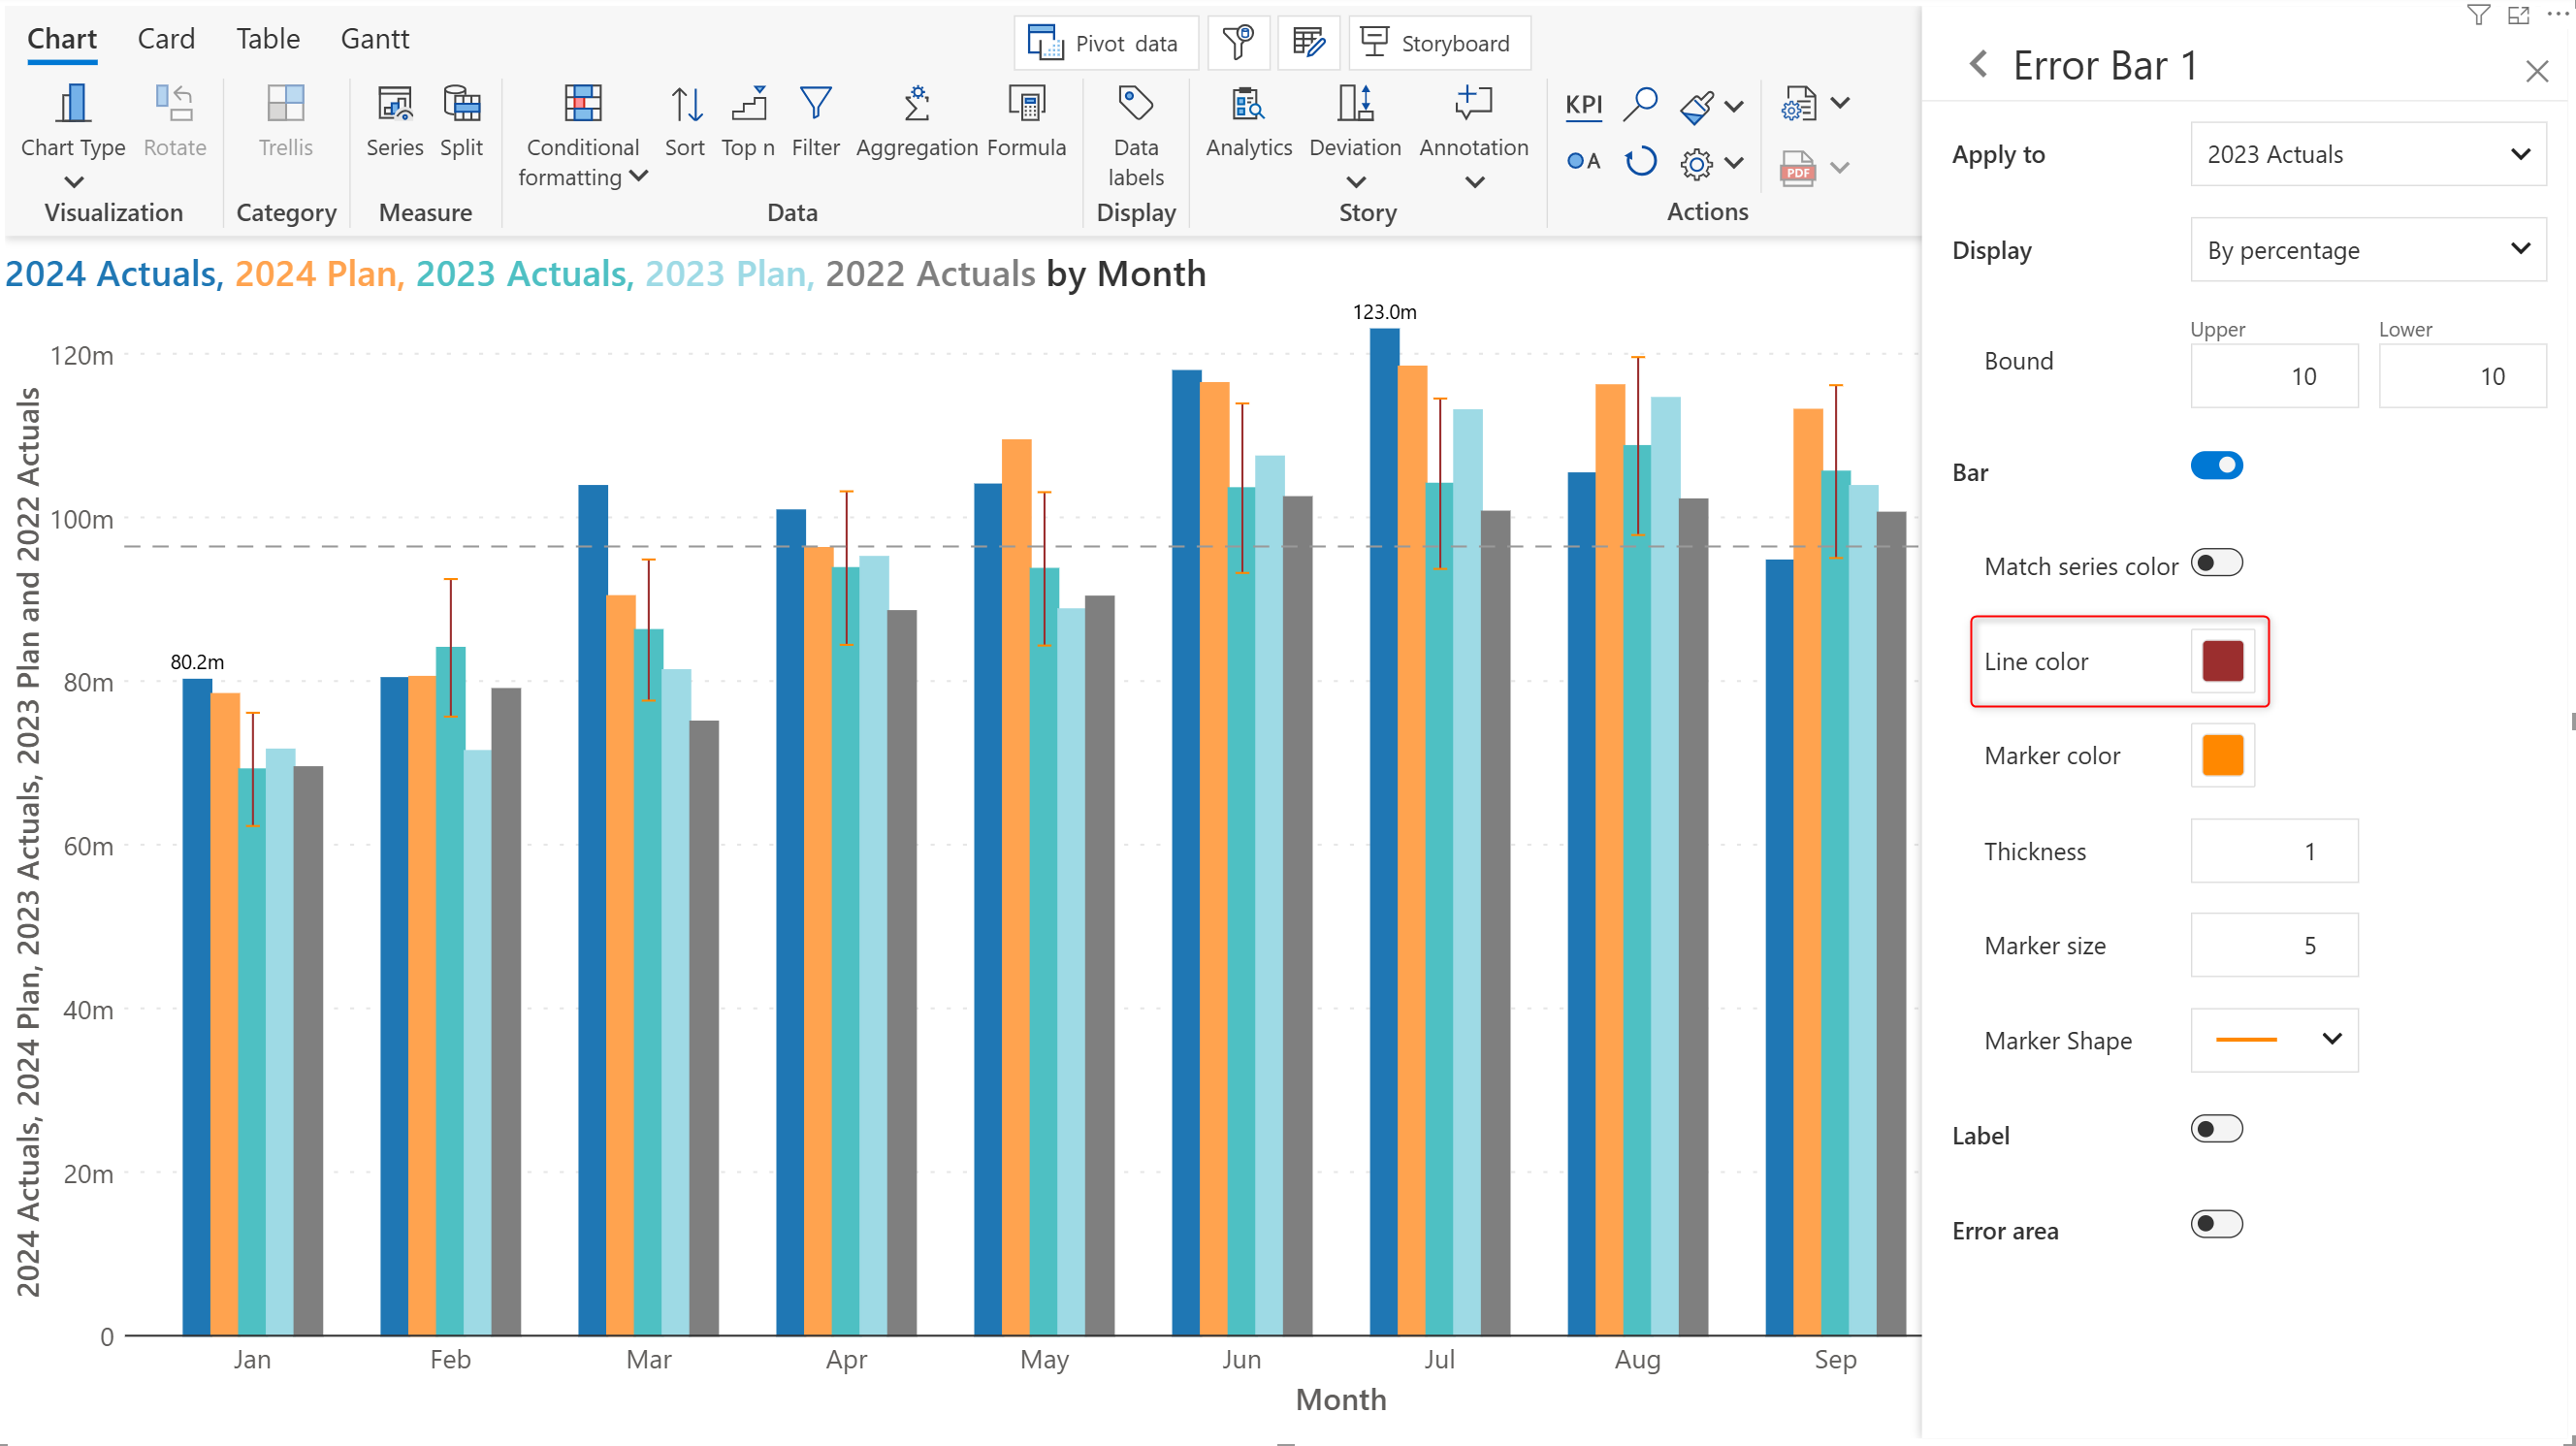 Chart Card Table Gantt
Pivot data
Storyboard
Chart Type
Rotate
Trellis
Series
Split
Conditional
formatting
Sort
Top n
Filter
Aggregation
Formula
Data
labels
Analytics
Deviation
Annotation
KPI
A
PDF
Visualization
Category
Measure
Data
Display
Story
Actions
2024 Actuals, 2024 Plan, 2023 Actuals, 2023 Plan, 2022 Actuals by Month
2024 Actuals, 2024 Plan, 2023 Actuals, 2023 Plan and 2022 Actuals
120m
100m
80m
60m
40m
20m
0
80.2m
123.0m
Jan Feb Mar Apr May Jun Jul Aug Sep
Month
Error Bar 1
Apply to
2023 Actuals
Display
By percentage
Upper
Lower
Bound
10
10
Bar
Match series color
Line color
Marker color
Thickness
1
Marker size
5
Marker Shape
Label
Error area